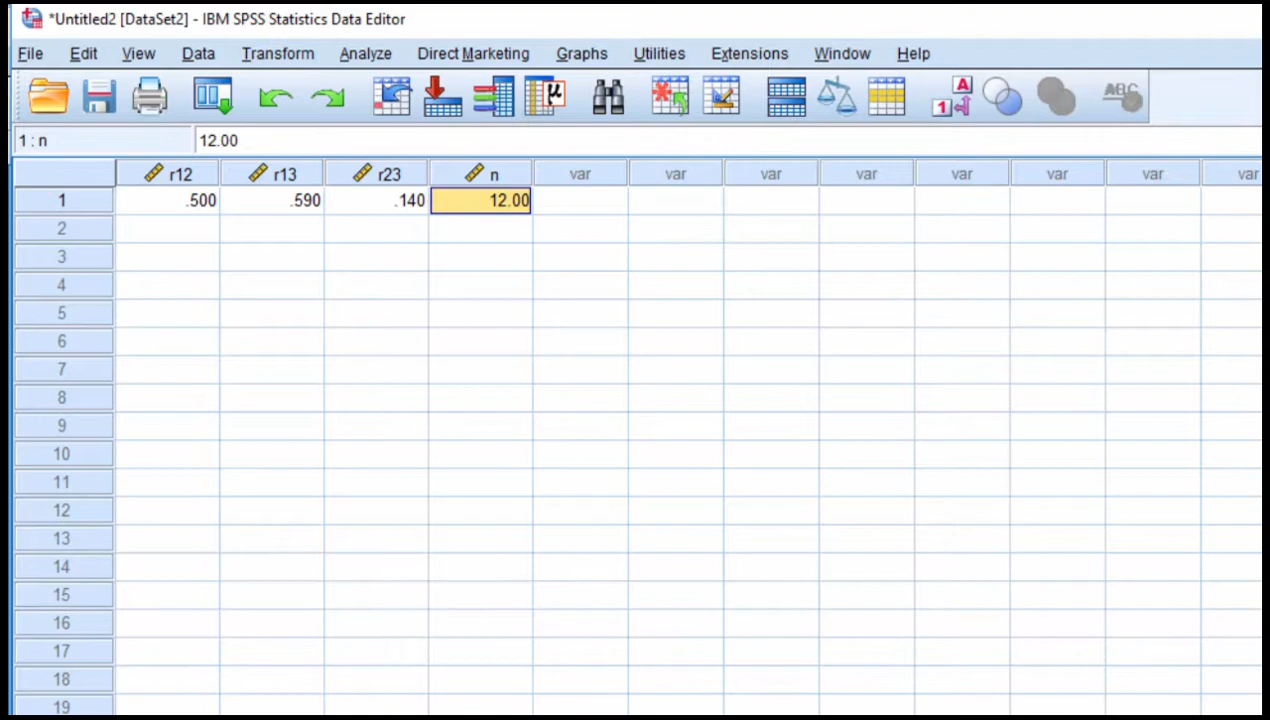 *Untitled2 [DataSet2] - IBM SPSS Statistics Data Editor
File Edit View Data Transform Analyze Direct Marketing Graphs Utilities Extensions Window Help
A 1 ABC
μ
1 : n 12.00
r12 r13 r23 n var var var var var var var var
1 .500 .590 .140 12.00
2
3
4
5
6
7
8
9
10
11
12
13
14
15
16
17
18
19